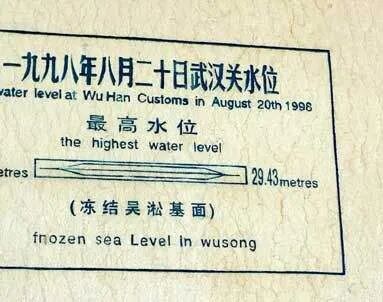 一九九八年八月二十日武汉关水位
water level at Wu Han Customs in August 20th 1998
最高水位
the highest water level
etres 29.43 metres
(冻结吴淞基面)
frozen sea Level in wusong